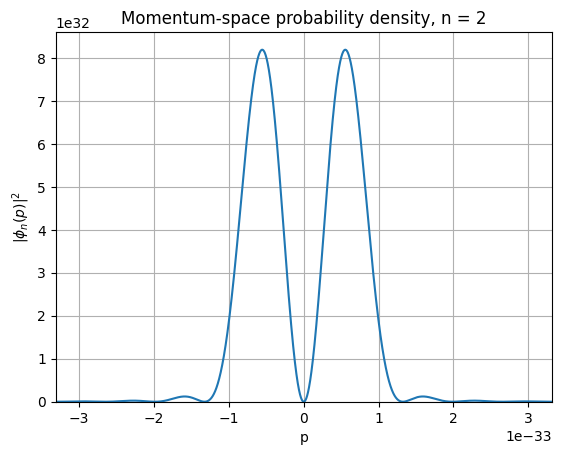 Momentum-space probability density, n = 2
1e32
8
7
6
5
4
3
2
1
0
|ϕₙ(p)|²
−3 −2 −1 0 1 2 3
p
1e−33